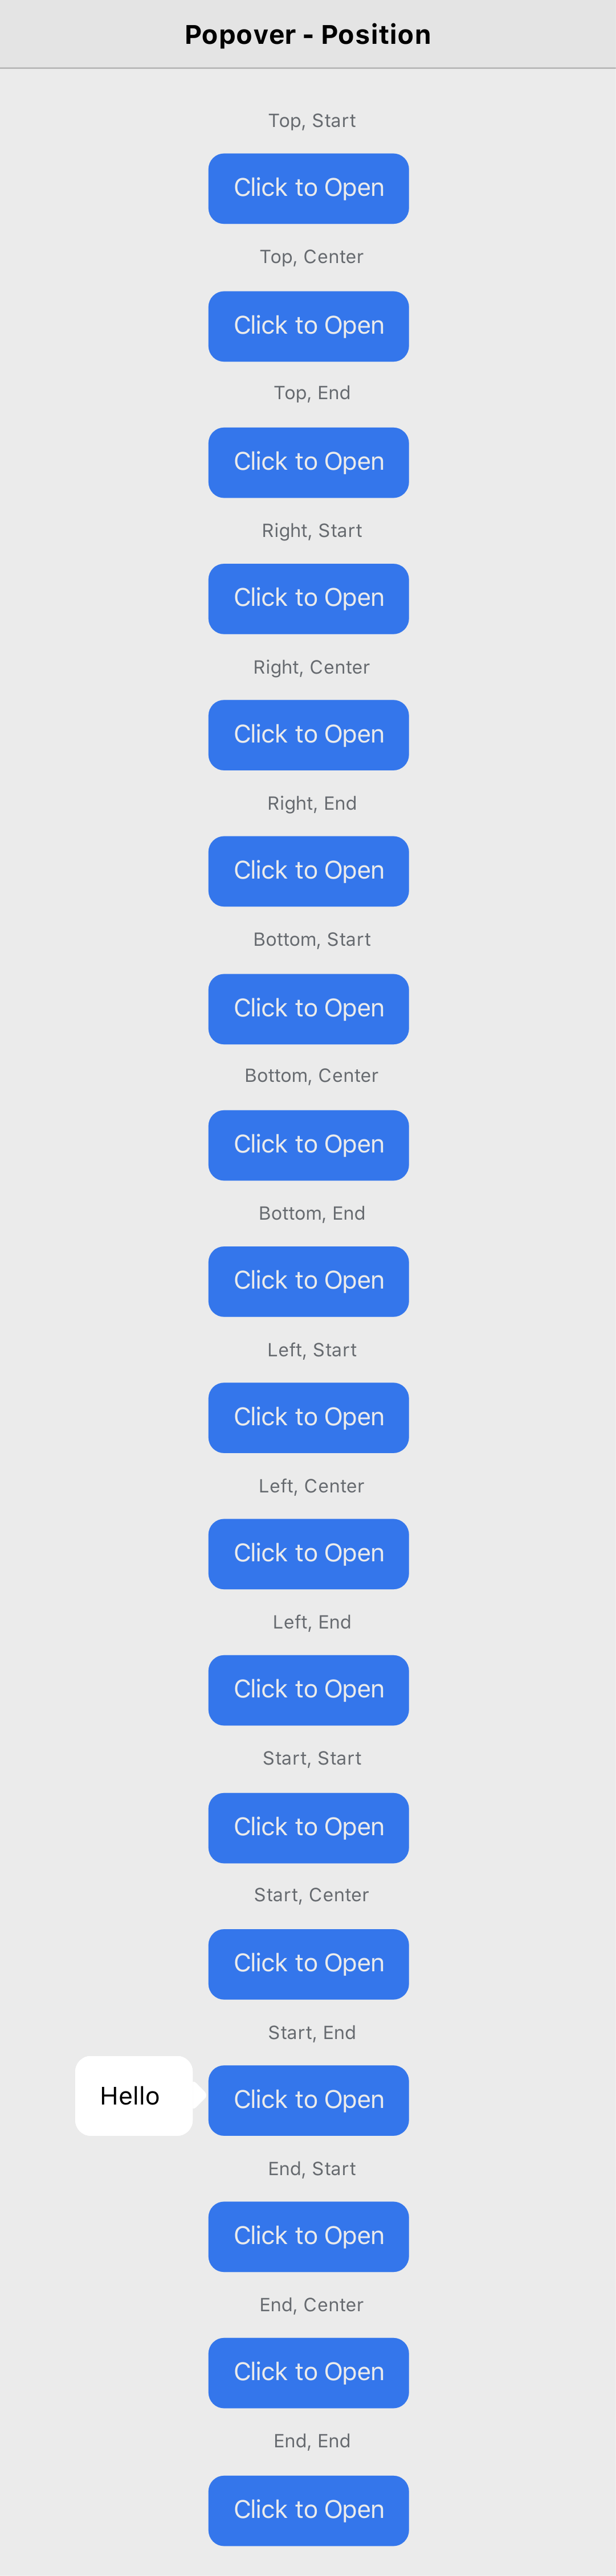 Popover - Position
Top, Start
Click to Open
Top, Center
Click to Open
Top, End
Click to Open
Right, Start
Click to Open
Right, Center
Click to Open
Right, End
Click to Open
Bottom, Start
Click to Open
Bottom, Center
Click to Open
Bottom, End
Click to Open
Left, Start
Click to Open
Left, Center
Click to Open
Left, End
Click to Open
Start, Start
Click to Open
Start, Center
Click to Open
Start, End
Hello
Click to Open
End, Start
Click to Open
End, Center
Click to Open
End, End
Click to Open